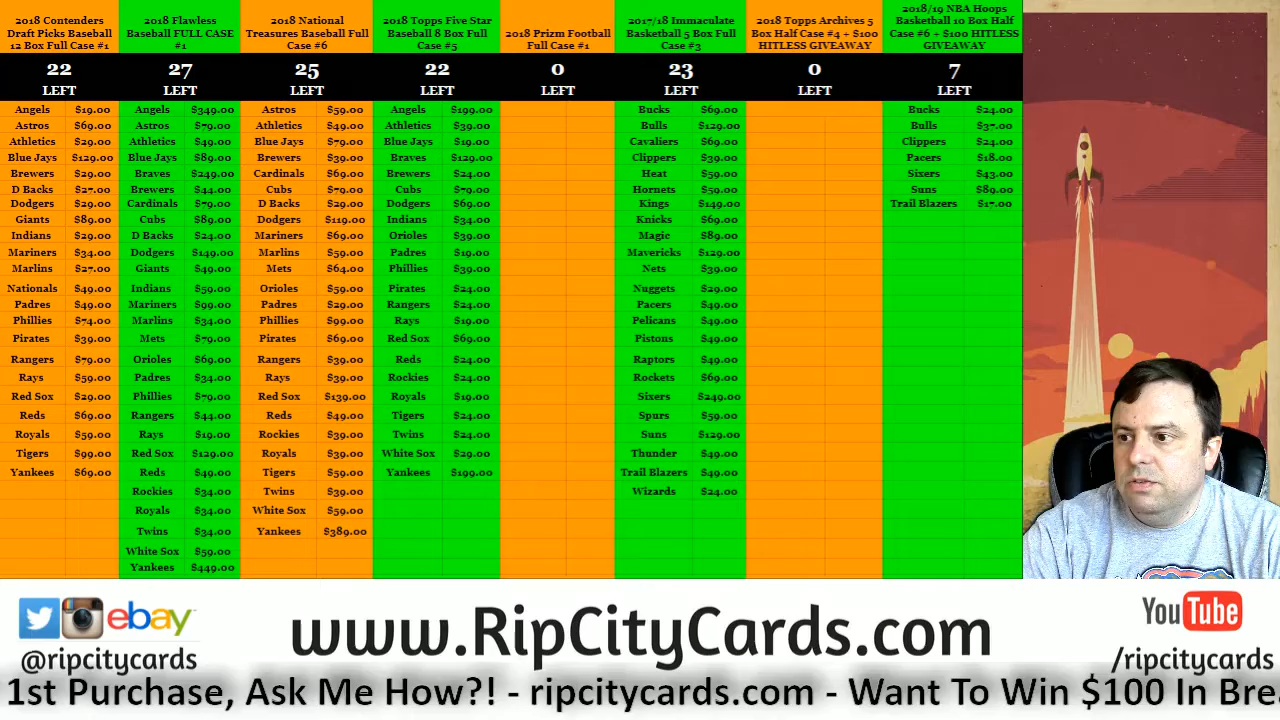 2018 Contenders
Draft Picks Baseball
12 Box Full Case #1
22
LEFT
Angels $19.00
Astros $69.00
Athletics $29.00
Blue Jays $129.00
Brewers $29.00
D Backs $27.00
Dodgers $29.00
Giants $89.00
Indians $29.00
Mariners $34.00
Marlins $27.00
Nationals $49.00
Padres $49.00
Phillies $74.00
Pirates $39.00
Rangers $79.00
Rays $59.00
Red Sox $29.00
Reds $69.00
Royals $59.00
Tigers $99.00
Yankees $69.00
2018 Flawless
Baseball FULL CASE
#1
27
LEFT
Angels $349.00
Astros $79.00
Athletics $49.00
Blue Jays $89.00
Braves $249.00
Brewers $44.00
Cardinals $79.00
Cubs $89.00
D Backs $24.00
Dodgers $149.00
Giants $49.00
Indians $59.00
Mariners $99.00
Marlins $34.00
Mets $79.00
Orioles $69.00
Padres $34.00
Phillies $79.00
Rangers $44.00
Rays $19.00
Red Sox $129.00
Reds $49.00
Rockies $34.00
Royals $34.00
Twins $34.00
White Sox $59.00
Yankees $449.00
2018 National
Treasures Baseball Full
Case #6
25
LEFT
Astros $59.00
Athletics $49.00
Blue Jays $79.00
Brewers $39.00
Cardinals $69.00
Cubs $79.00
D Backs $29.00
Dodgers $119.00
Mariners $69.00
Marlins $59.00
Mets $64.00
Orioles $59.00
Padres $29.00
Phillies $99.00
Pirates $69.00
Rangers $39.00
Rays $39.00
Red Sox $139.00
Reds $49.00
Rockies $39.00
Royals $39.00
Tigers $59.00
Twins $39.00
White Sox $59.00
Yankees $389.00
2018 Topps Five Star
Baseball 8 Box Full
Case #5
22
LEFT
Angels $199.00
Athletics $39.00
Blue Jays $19.00
Braves $129.00
Brewers $24.00
Cubs $79.00
Dodgers $69.00
Indians $34.00
Orioles $39.00
Padres $19.00
Phillies $39.00
Pirates $24.00
Rangers $24.00
Rays $19.00
Red Sox $69.00
Reds $24.00
Rockies $24.00
Royals $19.00
Tigers $24.00
Twins $24.00
White Sox $29.00
Yankees $199.00
2018 Prizm Football
Full Case #1
0
LEFT
2017/18 Immaculate
Basketball 5 Box Full
Case #3
23
LEFT
Bucks $69.00
Bulls $129.00
Cavaliers $69.00
Clippers $39.00
Heat $59.00
Hornets $59.00
Kings $149.00
Knicks $69.00
Magic $89.00
Mavericks $129.00
Nets $39.00
Nuggets $29.00
Pacers $49.00
Pelicans $49.00
Pistons $49.00
Raptors $49.00
Rockets $69.00
Sixers $249.00
Spurs $59.00
Suns $129.00
Thunder $49.00
Trail Blazers $49.00
Wizards $24.00
2018 Topps Archives 5
Box Half Case #4 + $100
HITLESS GIVEAWAY
0
LEFT
2018/19 NBA Hoops
Basketball 10 Box Half
Case #6 + $100 HITLESS
GIVEAWAY
7
LEFT
Bucks $24.00
Bulls $37.00
Clippers $24.00
Pacers $18.00
Sixers $43.00
Suns $89.00
Trail Blazers $17.00
ebay
@ripcitycards
www.RipCityCards.com
YouTube
/ripcitycards
1st Purchase, Ask Me How?! - ripcitycards.com - Want To Win $100 In Brea